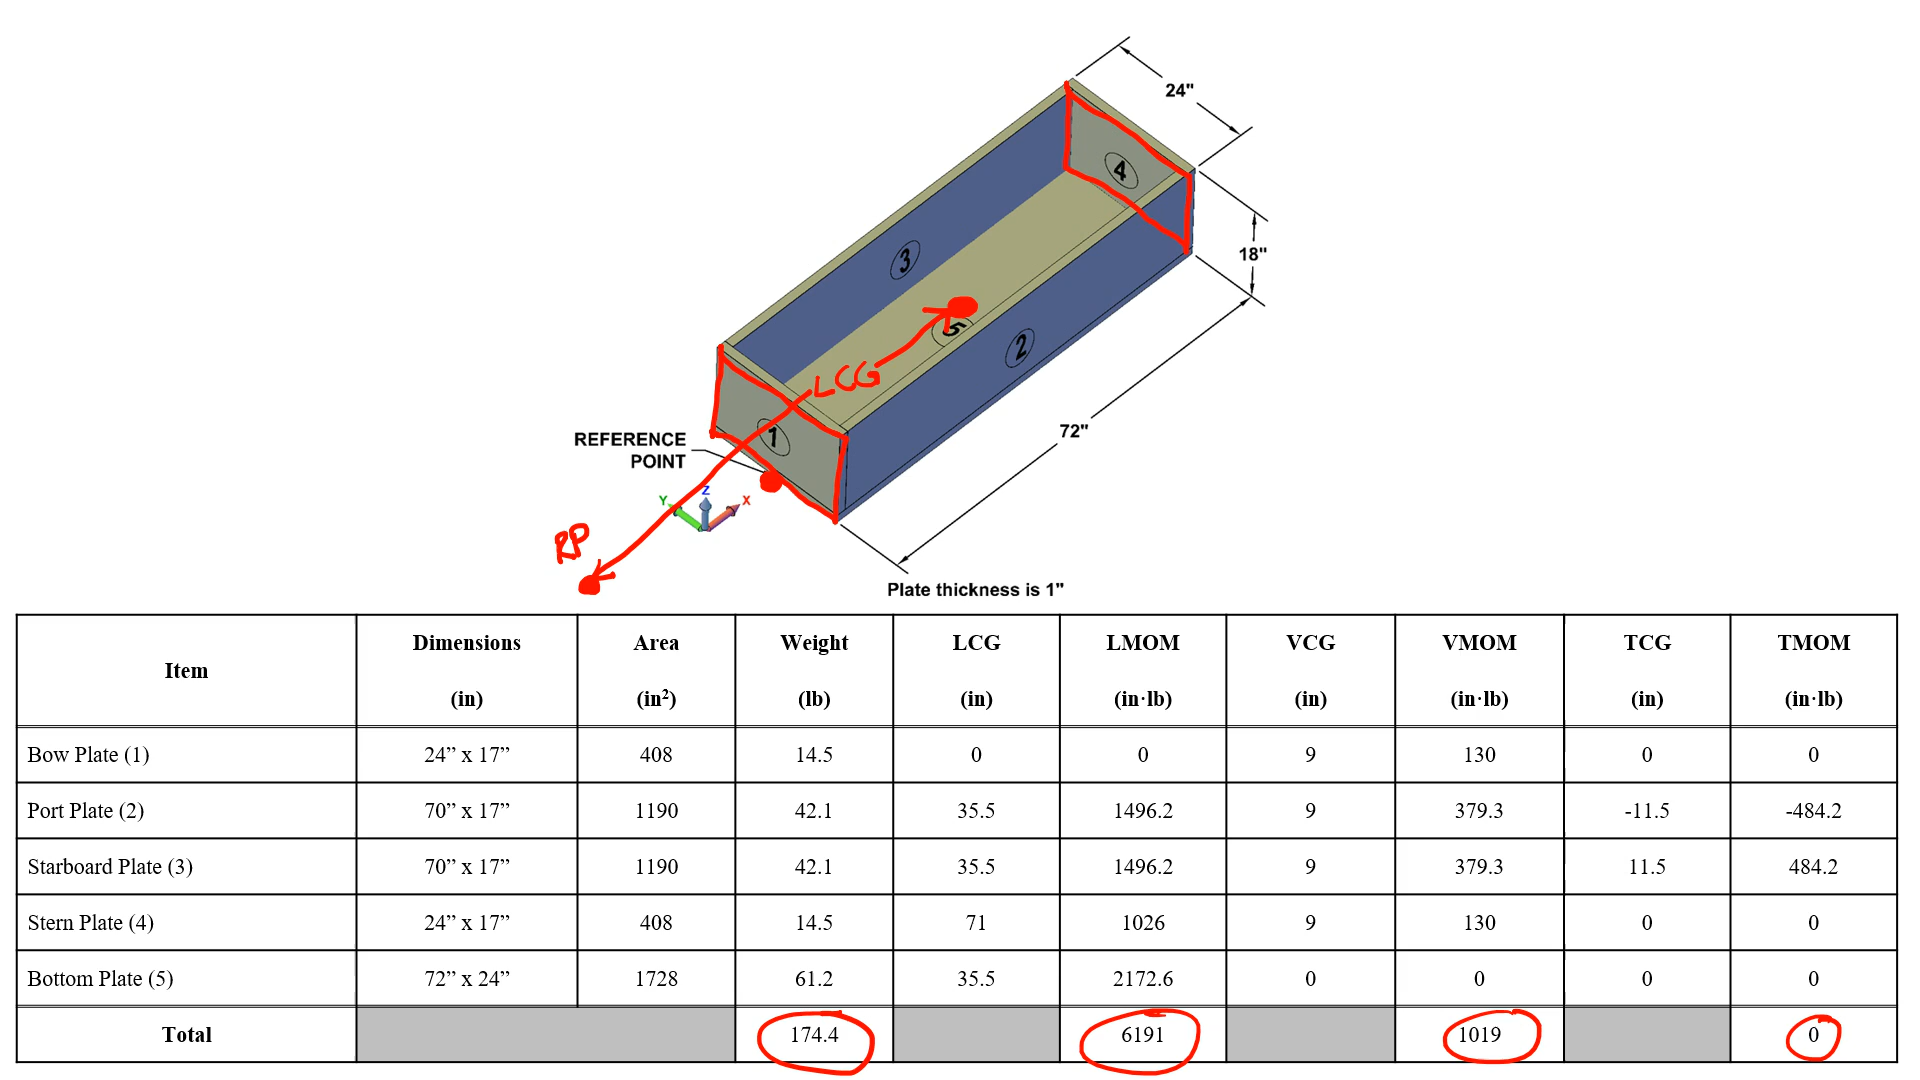 24"
4
18"
3
5
2
LCG
72"
1
REFERENCE
POINT
Z
Y
X
RP
Plate thickness is 1"
Item Dimensions (in) Area (in²) Weight (lb) LCG (in) LMOM (in·lb) VCG (in) VMOM (in·lb) TCG (in) TMOM (in·lb)
Bow Plate (1) 24” x 17” 408 14.5 0 0 9 130 0 0
Port Plate (2) 70” x 17” 1190 42.1 35.5 1496.2 9 379.3 -11.5 -484.2
Starboard Plate (3) 70” x 17” 1190 42.1 35.5 1496.2 9 379.3 11.5 484.2
Stern Plate (4) 24” x 17” 408 14.5 71 1026 9 130 0 0
Bottom Plate (5) 72” x 24” 1728 61.2 35.5 2172.6 0 0 0 0
Total 174.4 6191 1019 0